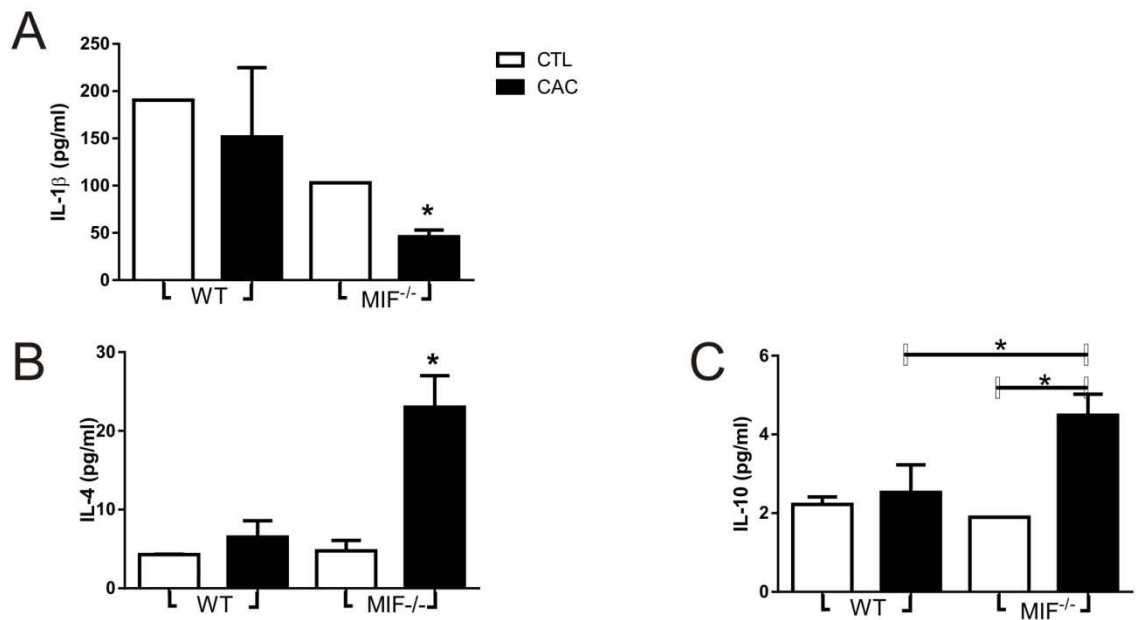 A
IL-1β (pg/ml)
250
200
150
100
50
0
*
WT
MIF-/-
CTL
CAC
B
IL-4 (pg/ml)
30
20
10
0
*
WT
MIF-/-
C
IL-10 (pg/ml)
6
4
2
0
*
*
WT
MIF-/-